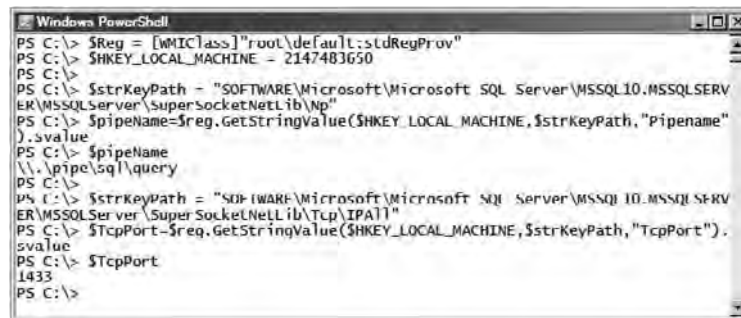 Windows PowerShell
PS C:\> $Reg = [WMIClass]"root\default:stdRegProv"
PS C:\> $HKEY_LOCAL_MACHINE = 2147483650
PS C:\>
PS C:\> $strKeyPath = "SOFTWARE\Microsoft\Microsoft SQL Server\MSSQL10.MSSQLSERV
ER\MSSQLServer\SuperSocketNetLib\Np"
PS C:\> $pipeName=$reg.GetStringValue($HKEY_LOCAL_MACHINE,$strKeyPath,"Pipename"
).svalue
PS C:\> $pipeName
\\.\pipe\sql\query
PS C:\>
PS C:\> $strKeyPath = "SOFTWARE\Microsoft\Microsoft SQL Server\MSSQL10.MSSQLSERV
ER\MSSQLServer\SuperSocketNetLib\Tcp\IPAll"
PS C:\> $TcpPort=$reg.GetStringValue($HKEY_LOCAL_MACHINE,$strKeyPath,"TcpPort").
svalue
PS C:\> $TcpPort
1433
PS C:\>